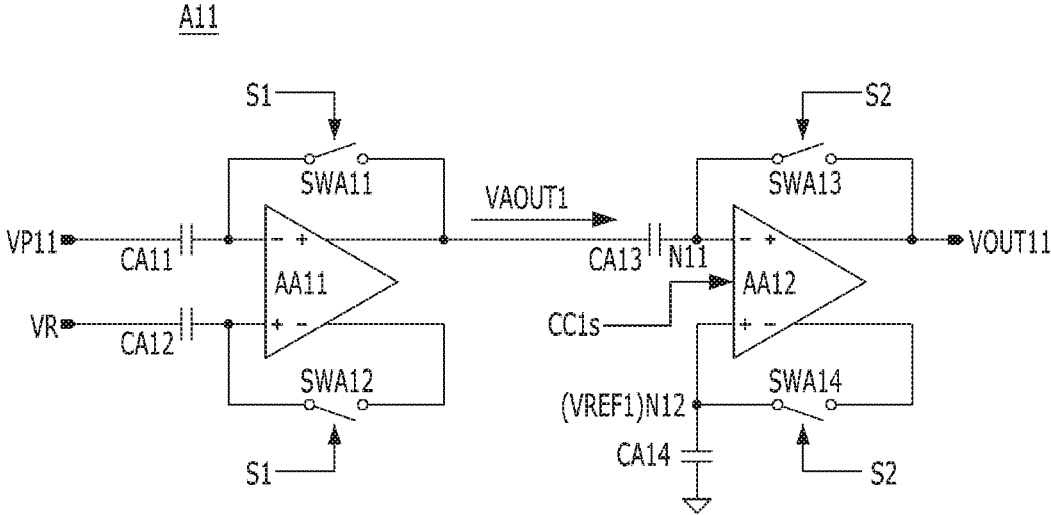 A11
S1
S2
SWA11
SWA13
VAOUT1
VP11
CA11
- +
CA13
N11
- +
VOUT11
AA11
AA12
VR
CA12
+ -
CC1s
+ -
SWA12
SWA14
(VREF1)N12
CA14
S1
S2